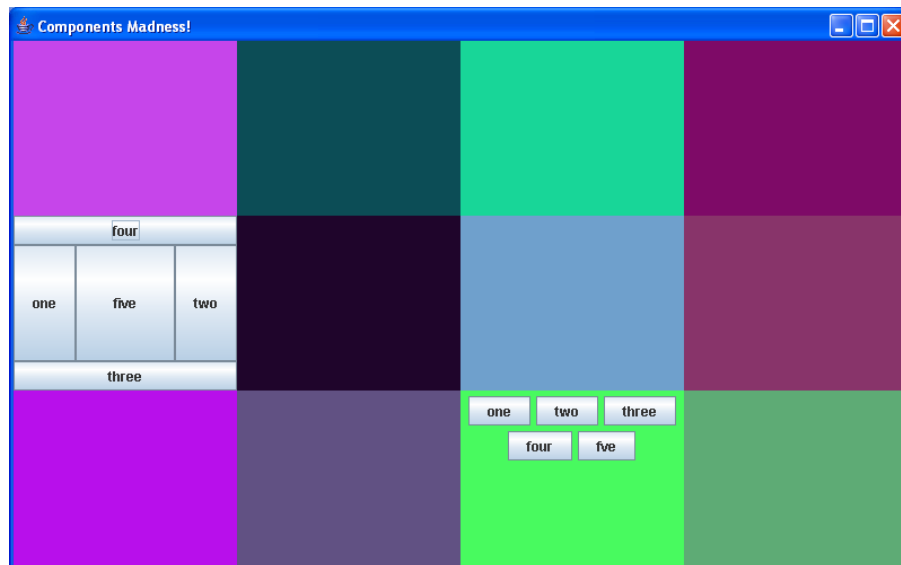 Components Madness!
four
one five two
three
one two three
four fve